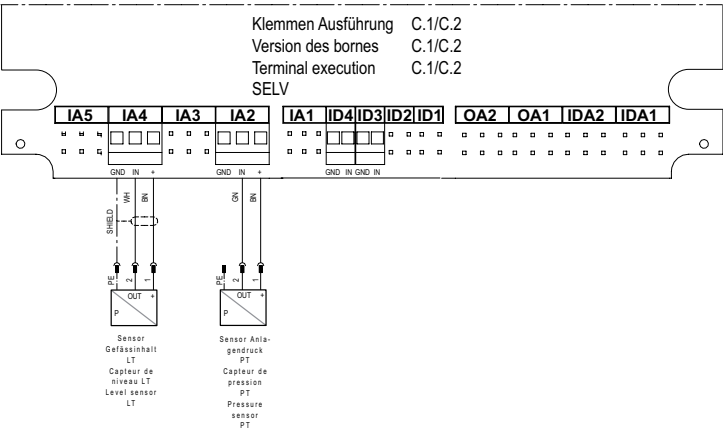 Klemmen Ausführung C.1/C.2
Version des bornes C.1/C.2
Terminal execution C.1/C.2
SELV
IA5 IA4 IA3 IA2 IA1 ID4 ID3 ID2 ID1 OA2 OA1 IDA2 IDA1
GND IN + GND IN + GND IN GND IN
SHIELD WH BN GN BN
PE 2 1 PE 2 1
OUT + OUT +
P P
Sensor
Gefässinhalt
LT
Capteur de
niveau LT
Level sensor
LT
Sensor Anla-
gendruck
PT
Capteur de
pression
PT
Pressure
sensor
PT